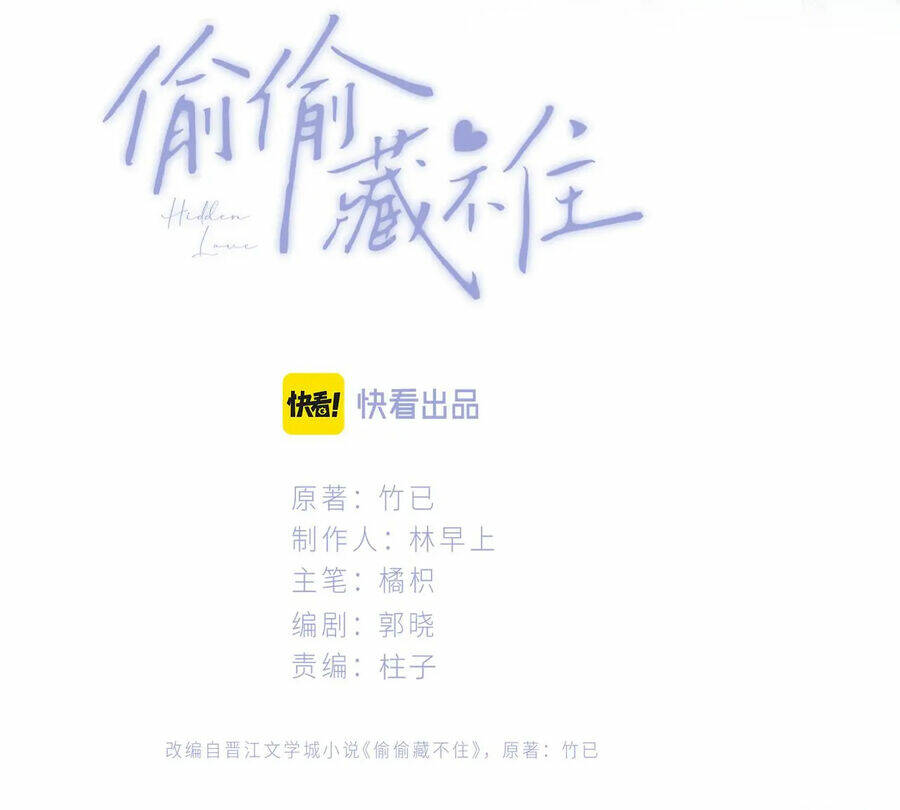 偷偷藏不住
Hidden
Love
快看! 快看出品
原著：竹已
制作人：林早上
主笔：橘枳
编剧：郭晓
责编：柱子
改编自晋江文学城小说《偷偷藏不住》，原著：竹已